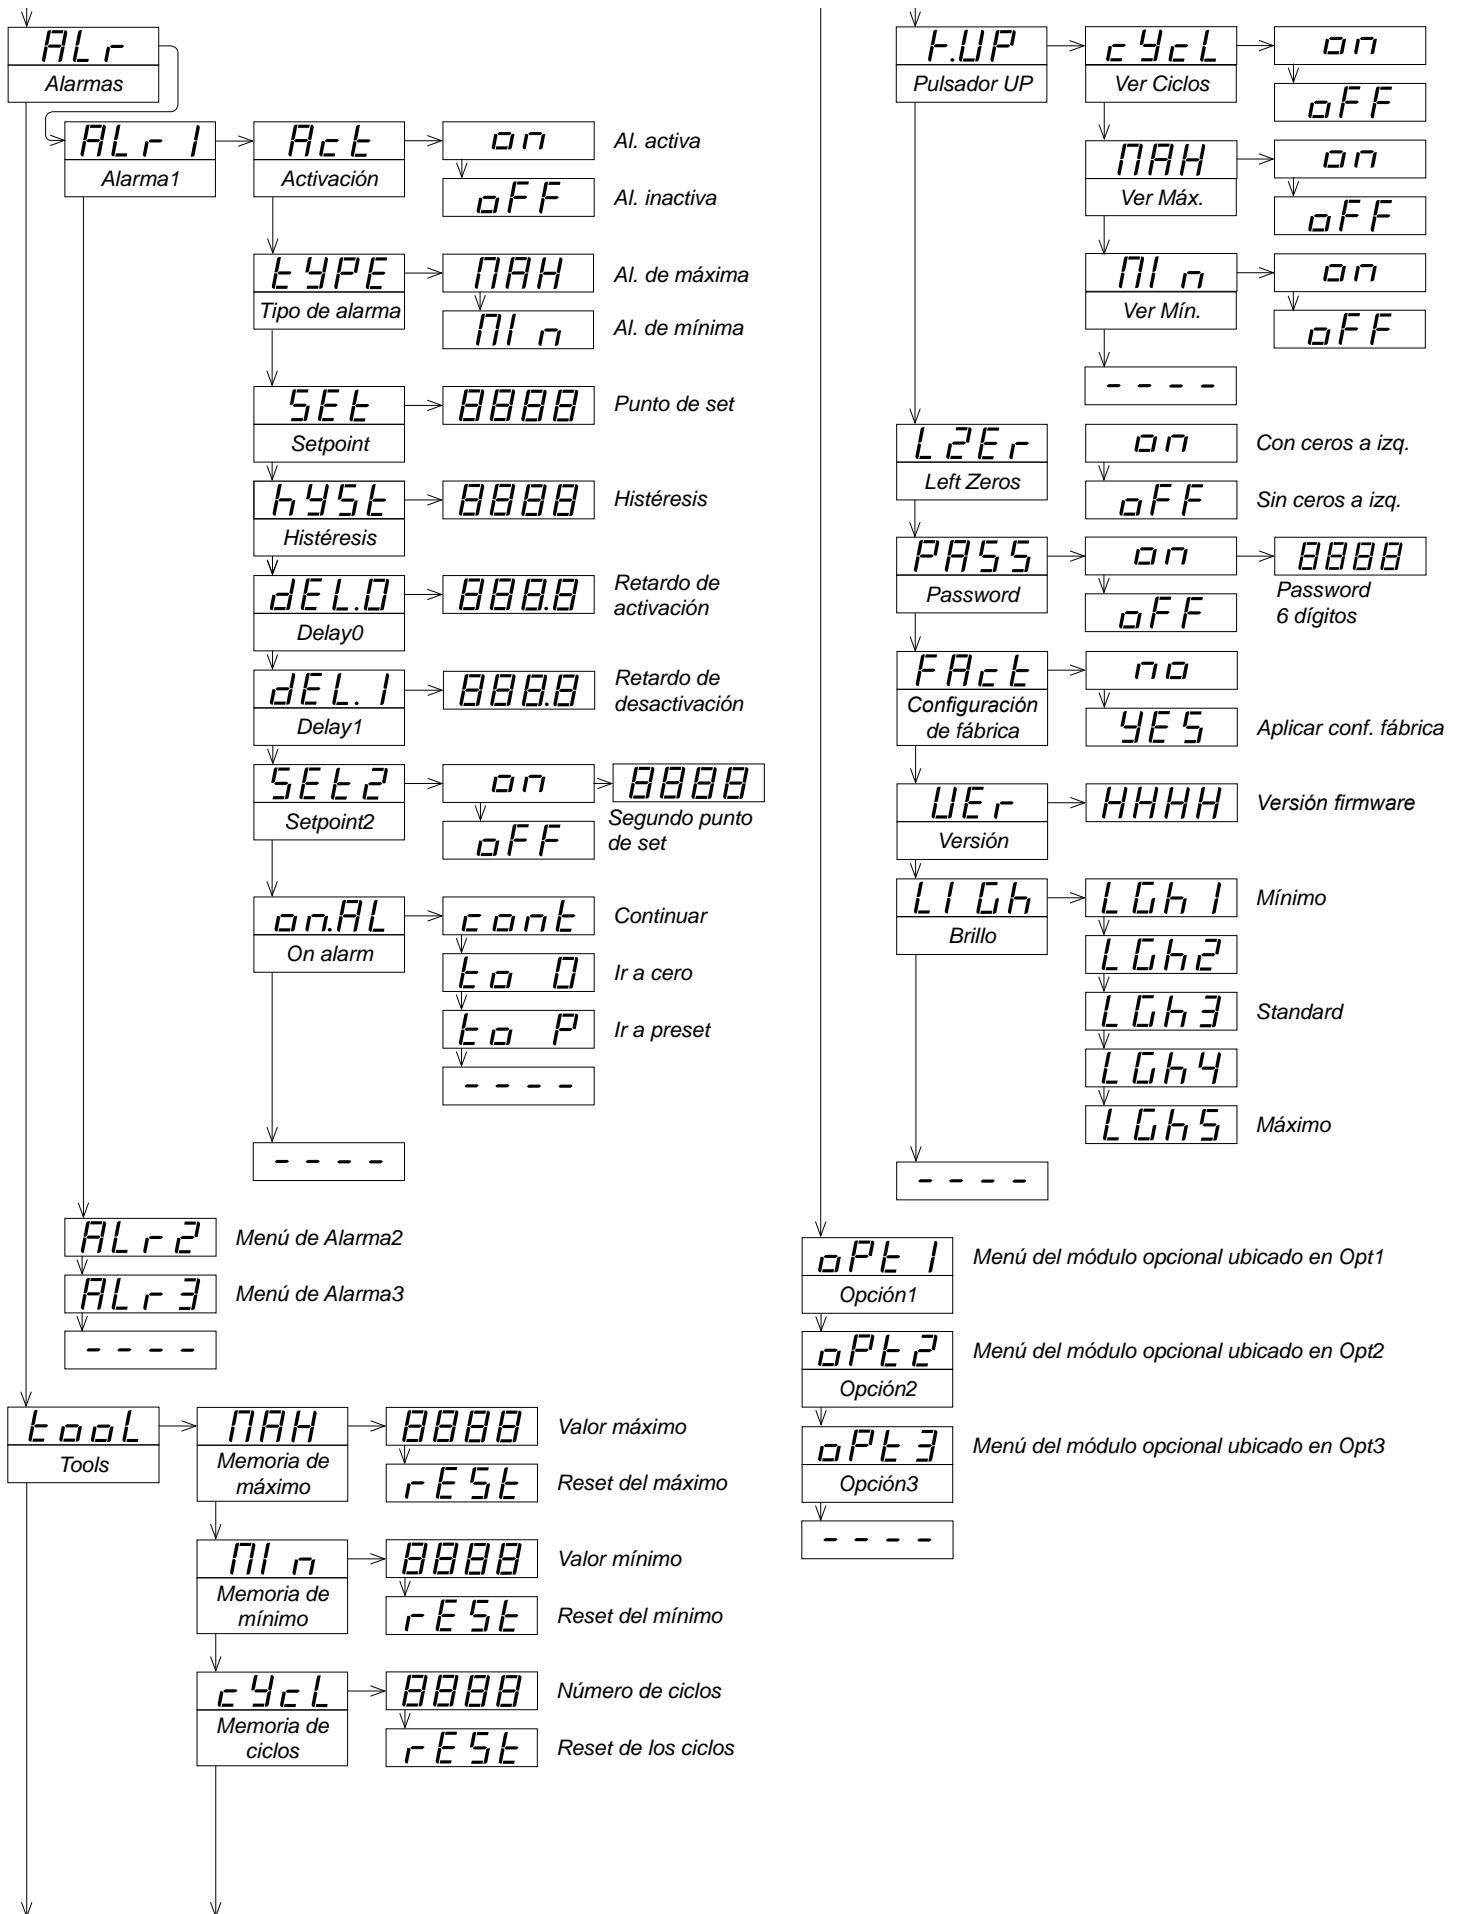 ALr
Alarmas
ALr1
Alarma1
Act
Activación
on
Al. activa
oFF
Al. inactiva
tYPE
Tipo de alarma
MAH
Al. de máxima
MIn
Al. de mínima
SEt
Setpoint
8888
Punto de set
hYSt
Histéresis
8888
Histéresis
dEL.0
Delay0
888.8
Retardo de
activación
dEL.1
Delay1
888.8
Retardo de
desactivación
SEt2
Setpoint2
on
8888
Segundo punto
de set
oFF
on.AL
On alarm
cont
Continuar
to 0
Ir a cero
to P
Ir a preset
----
----
ALr2
Menú de Alarma2
ALr3
Menú de Alarma3
----
tooL
Tools
MAH
Memoria de
máximo
8888
Valor máximo
rESt
Reset del máximo
MIn
Memoria de
mínimo
8888
Valor mínimo
rESt
Reset del mínimo
cYcL
Memoria de
ciclos
8888
Número de ciclos
rESt
Reset de los ciclos
t.UP
Pulsador UP
cYcL
Ver Ciclos
on
oFF
MAH
Ver Máx.
on
oFF
MIn
Ver Mín.
on
oFF
----
LZEr
Left Zeros
on
Con ceros a izq.
oFF
Sin ceros a izq.
PASS
Password
on
8888
Password
6 dígitos
oFF
FAct
Configuración
de fábrica
no
YES
Aplicar conf. fábrica
VEr
Versión
HHHH
Versión firmware
LIGh
Brillo
LGh1
Mínimo
LGh2
LGh3
Standard
LGh4
LGh5
Máximo
----
oPt1
Opción1
Menú del módulo opcional ubicado en Opt1
oPt2
Opción2
Menú del módulo opcional ubicado en Opt2
oPt3
Opción3
Menú del módulo opcional ubicado en Opt3
----